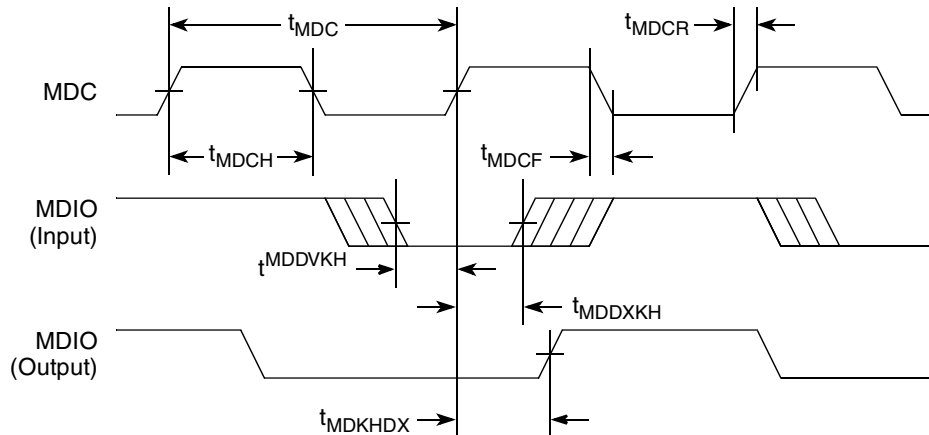 tMDC
tMDCR
MDC
tMDCH
tMDCF
MDIO
(Input)
tMDDVKH
tMDDXKH
MDIO
(Output)
tMDKHDX